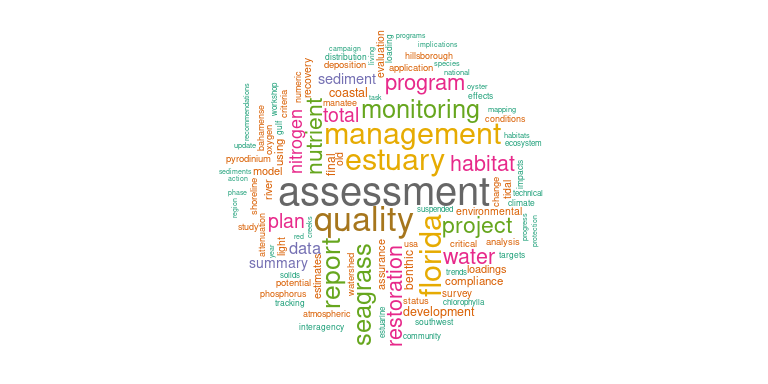 programs
implications
campaign
living
loading
evaluation
distribution
hillsborough
deposition
application
species
national
recovery
sediment
program
oyster
numeric
coastal
task
effects
workshop
criteria
manatee
total
monitoring
mapping
conditions
recommendations
gulf
nitrogen
nutrient
management
habitats
ecosystem
bahamense
oxygen
using
update
pyrodinium
final
old
estuary
habitat
impacts
sediments
model
action
river
assessment
change
tidal
technical
phase
shoreline
climate
region
plan
quality
suspended
environmental
study
creeks
florida
project
progress
protection
attenuation
red
light
year
data
report
seagrass
assurance
usa
critical
analysis
summary
restoration
benthic
water
targets
solids
estimates
watershed
trends
loadings
potential
compliance
phosphorus
survey
tracking
status
chlorophylla
atmospheric
development
interagency
estuarine
southwest
community